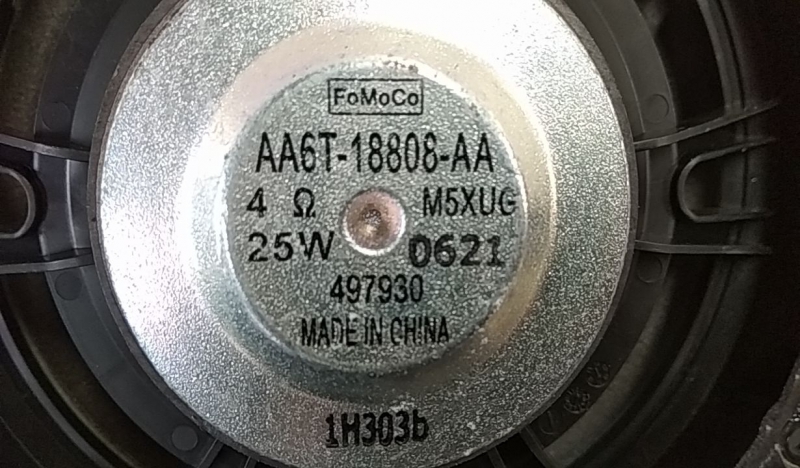 FoMoCo
AA6T-18808-AA
4 Ω M5XUG
25W 0621
497930
MADE IN CHINA
1H303b